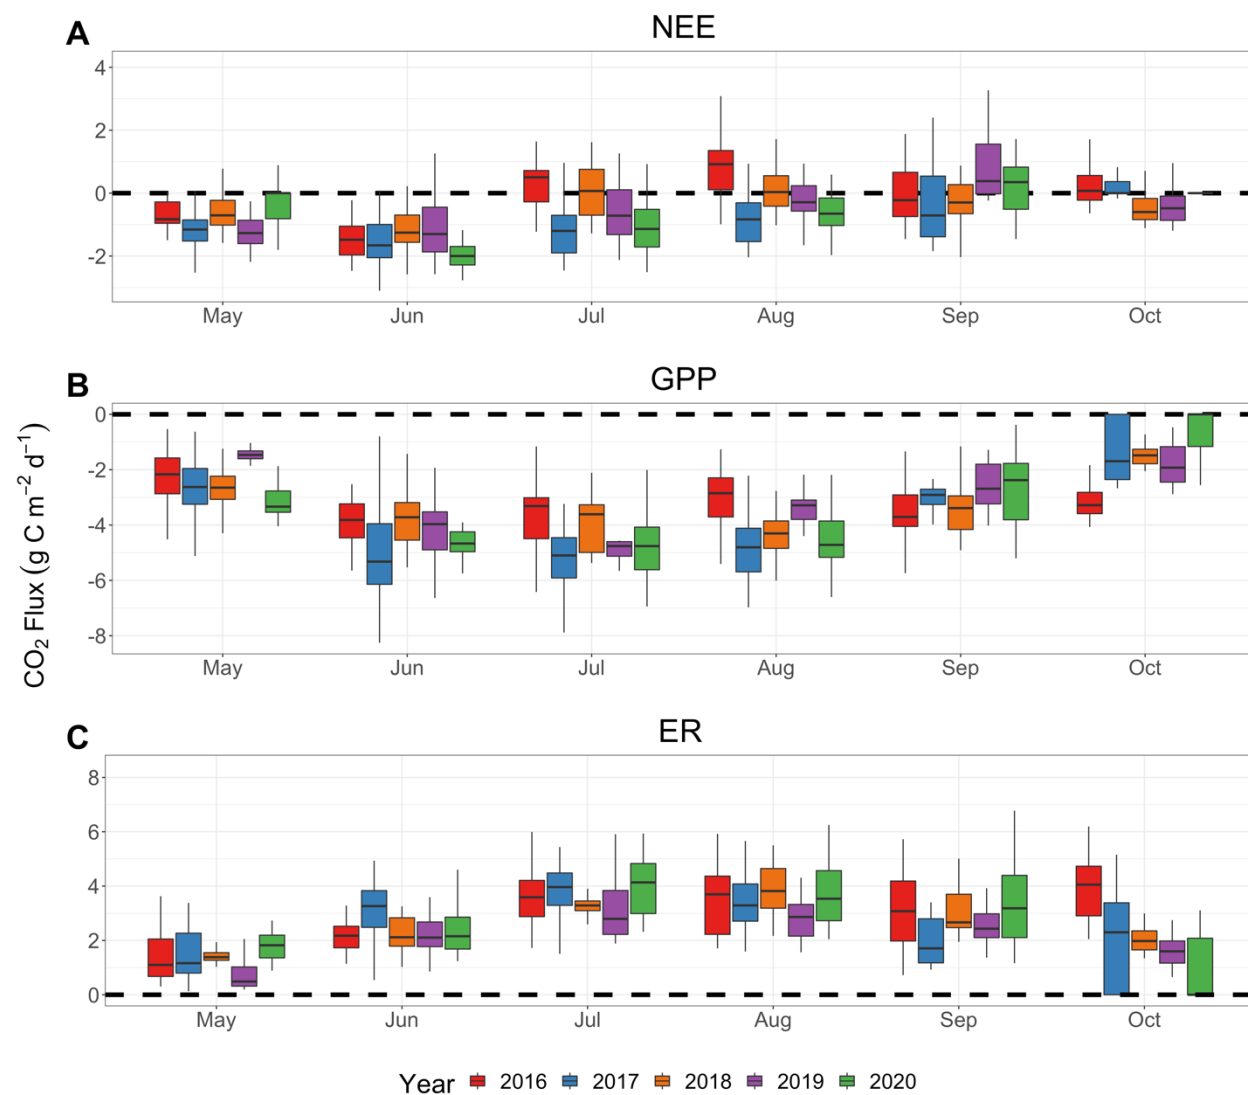 A
NEE
4
2
0
-2
May Jun Jul Aug Sep Oct
B
GPP
0
-2
-4
-6
-8
May Jun Jul Aug Sep Oct
CO₂ Flux (g C m⁻² d⁻¹)
C
ER
8
6
4
2
0
May Jun Jul Aug Sep Oct
Year 2016 2017 2018 2019 2020